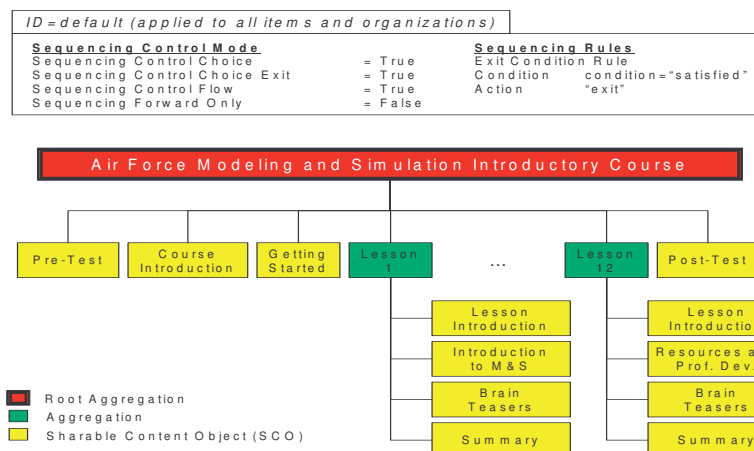 ID=default (applied to all items and organizations)
Sequencing Control Mode
Sequencing Control Choice = True
Sequencing Control Choice Exit = True
Sequencing Control Flow = True
Sequencing Forward Only = False
Sequencing Rules
Exit Condition Rule
Condition condition="satisfied"
Action "exit"
Air Force Modeling and Simulation Introductory Course
Pre-Test
Course
Introduction
Getting
Started
Lesson
1
...
Lesson
12
Post-Test
Lesson
Introduction
Introduction
to M&S
Brain
Teasers
Summary
Lesson
Resources
Prof. Dev.
Brain
Teasers
Summary
Root Aggregation
Aggregation
Sharable Content Object (SCO)